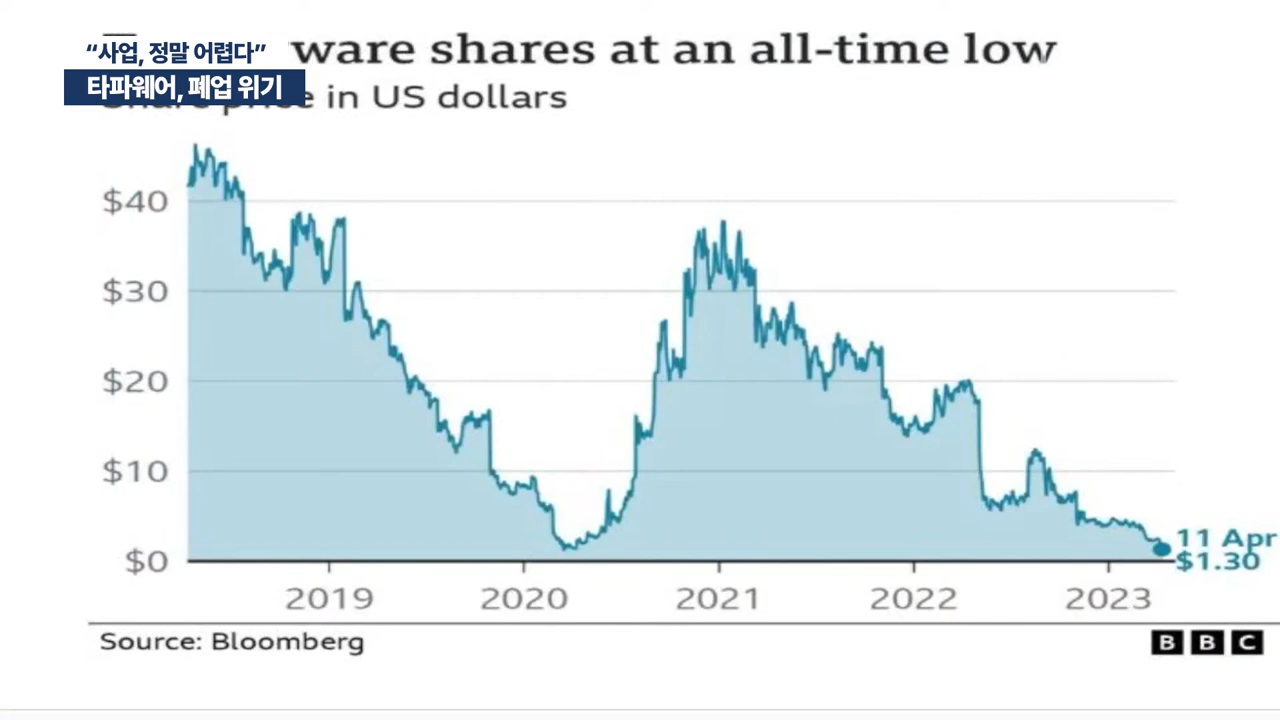 “사업, 정말 어렵다”
타파웨어, 폐업 위기
ware shares at an all-time low
in US dollars
$40
$30
$20
$10
$0
11 Apr
$1.30
2019 2020 2021 2022 2023
Source: Bloomberg
BBC